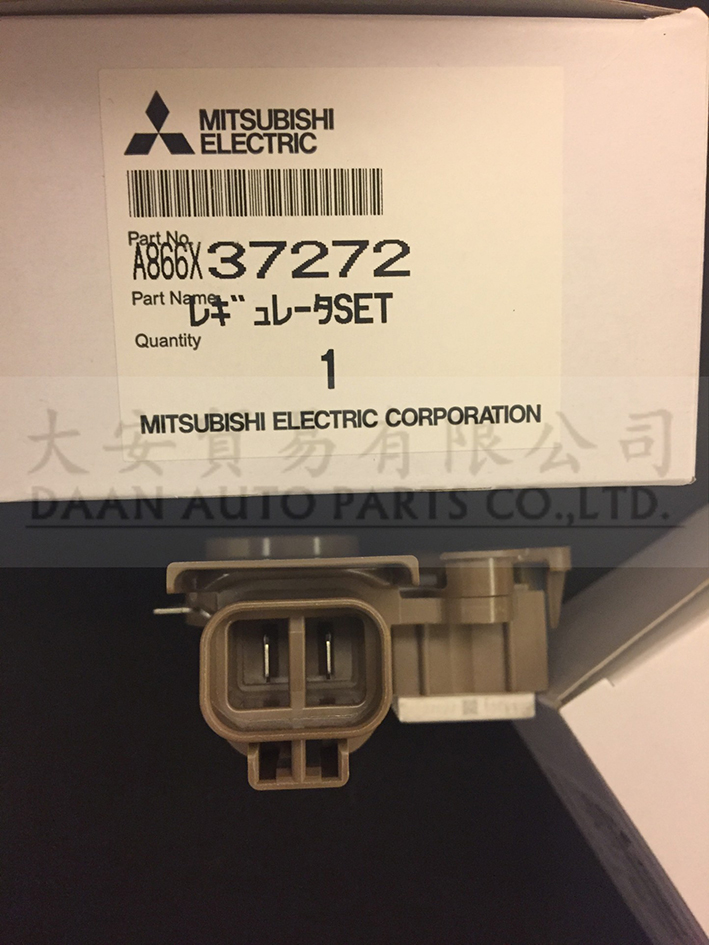 MITSUBISHI
ELECTRIC
Part No.
A866X37272
Part Name
レギュレータSET
Quantity
1
MITSUBISHI ELECTRIC CORPORATION
大安貿易有限公司
DAAN AUTO PARTS CO.,LTD.